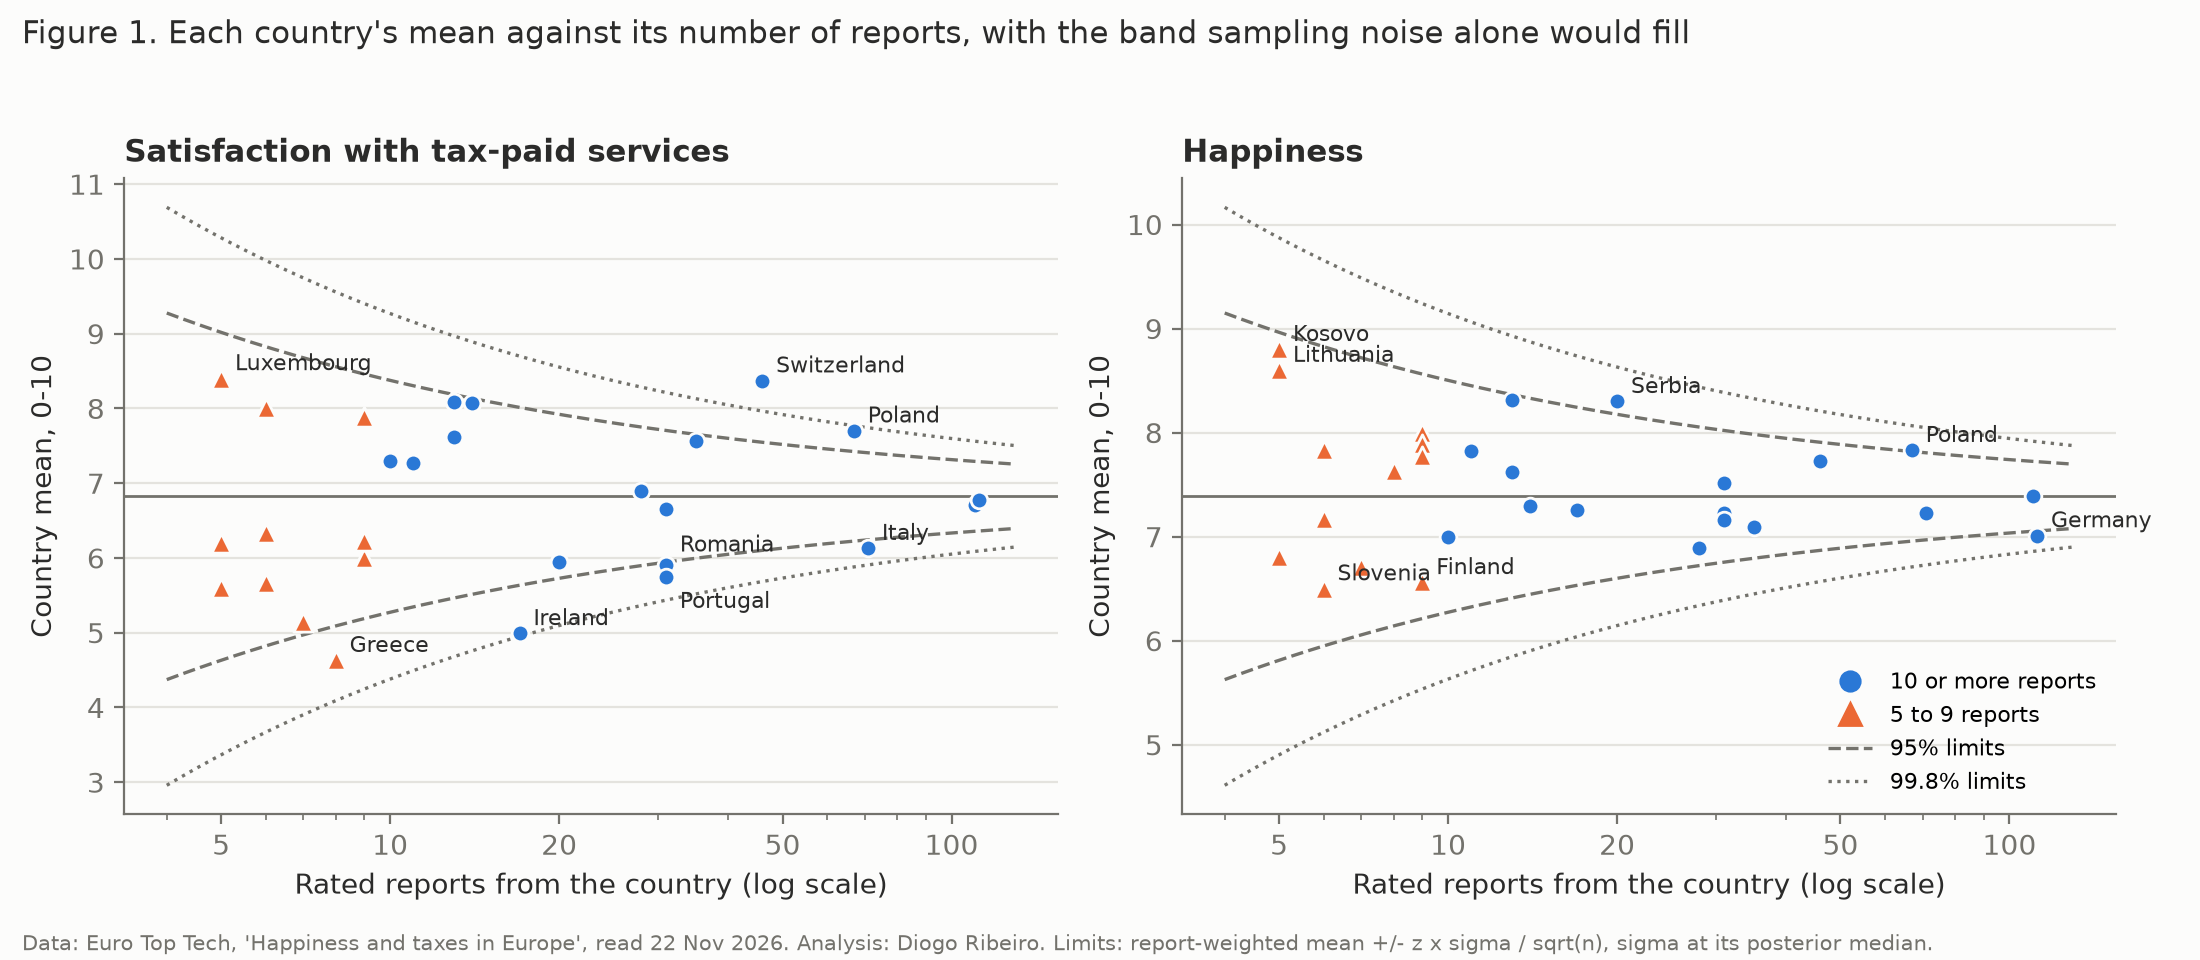 Figure 1. Each country's mean against its number of reports, with the band sampling noise alone would fill
Satisfaction with tax-paid services
Country mean, 0-10
11
10
9
8
7
6
5
4
3
Luxembourg
Switzerland
Poland
Italy
Romania
Portugal
Ireland
Greece
5
10
20
50
100
Rated reports from the country (log scale)
Happiness
Country mean, 0-10
10
9
8
7
6
5
Kosovo
Lithuania
Serbia
Poland
Germany
Finland
Slovenia
10 or more reports
5 to 9 reports
95% limits
99.8% limits
5
10
20
50
100
Rated reports from the country (log scale)
Data: Euro Top Tech, 'Happiness and taxes in Europe', read 22 Nov 2026. Analysis: Diogo Ribeiro. Limits: report-weighted mean +/- z x sigma / sqrt(n), sigma at its posterior median.